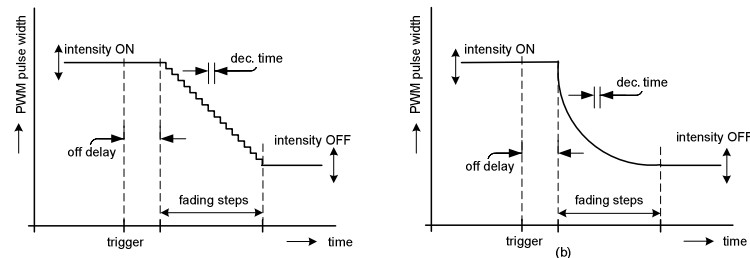 PWM pulse width
intensity ON
dec. time
off delay
intensity OFF
fading steps
trigger
time
PWM pulse width
intensity ON
dec. time
off delay
intensity OFF
fading steps
trigger
time
(b)